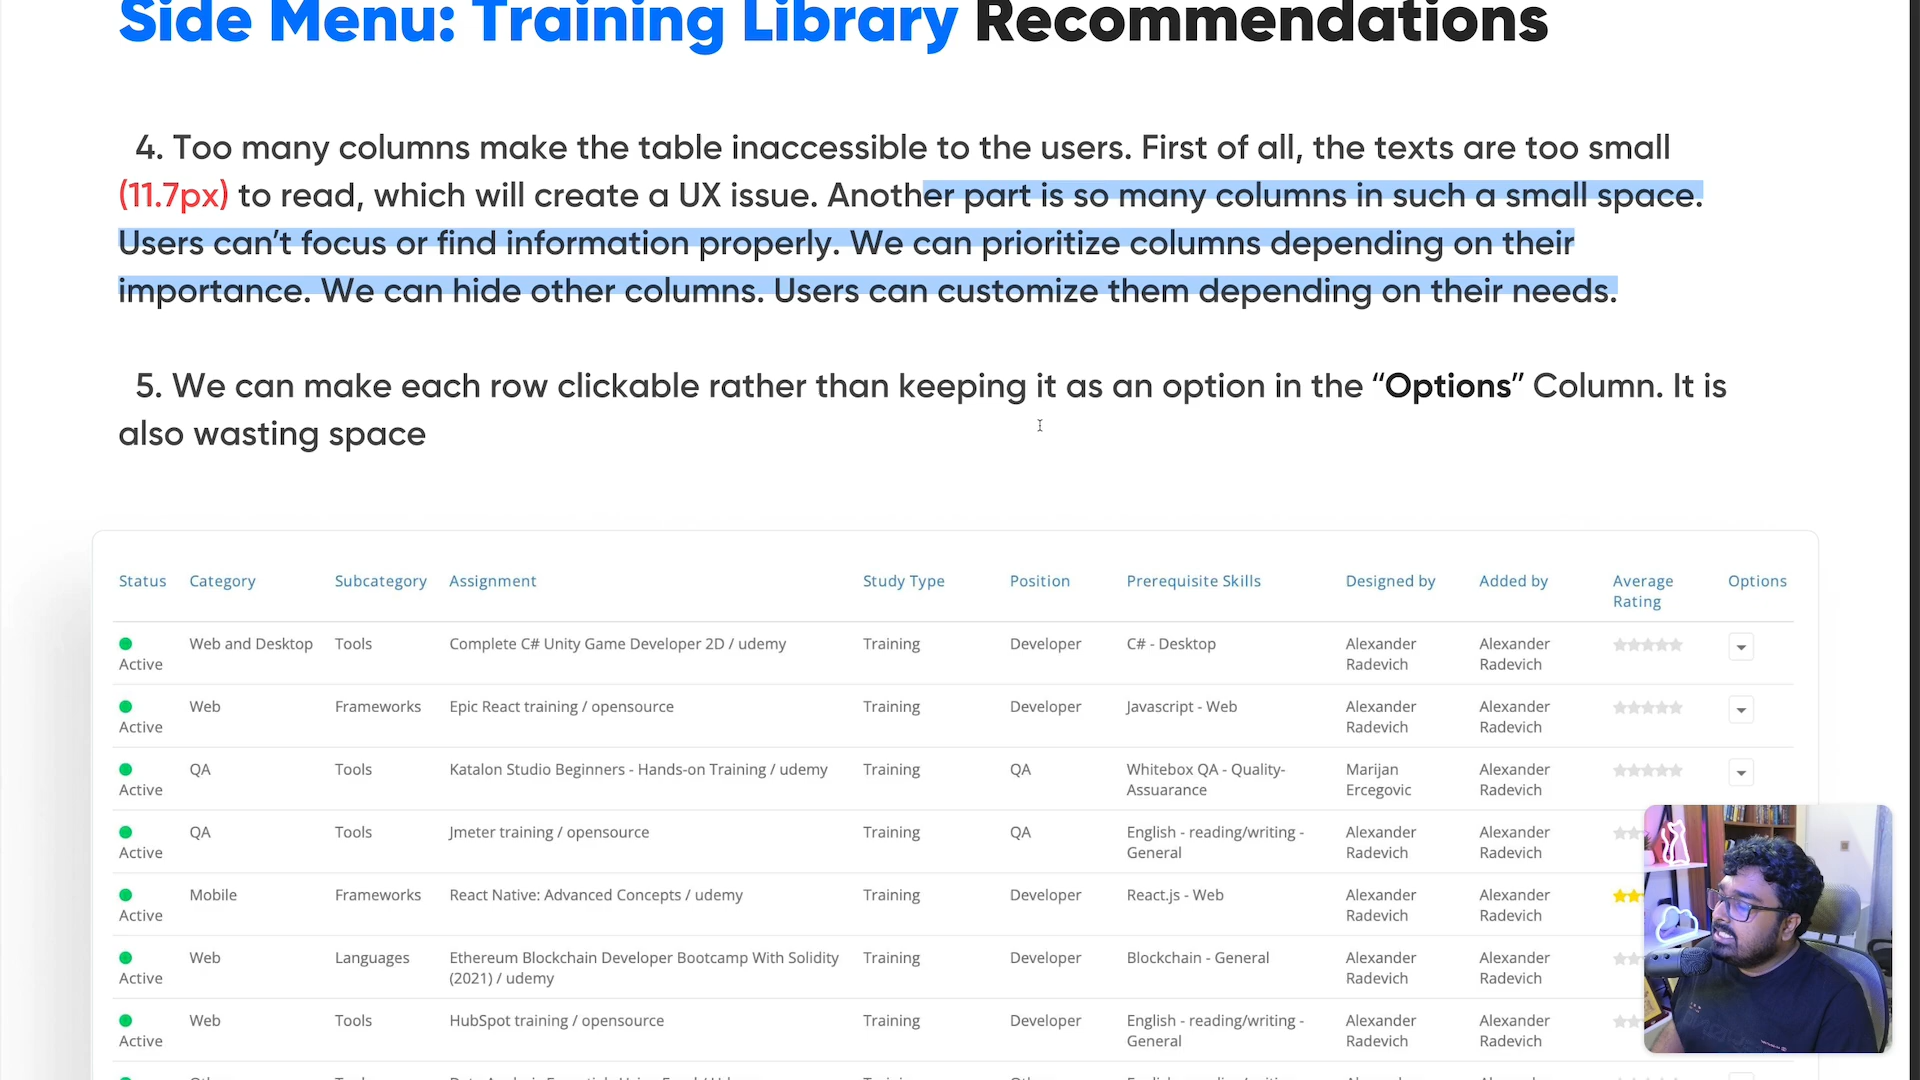 Side Menu: Training Library Recommendations
4. Too many columns make the table inaccessible to the users. First of all, the texts are too small
(11.7px) to read, which will create a UX issue. Another part is so many columns in such a small space.
Users can’t focus or find information properly. We can prioritize columns depending on their
importance. We can hide other columns. Users can customize them depending on their needs.
5. We can make each row clickable rather than keeping it as an option in the “Options” Column. It is
also wasting space
Status Category Subcategory Assignment Study Type Position Prerequisite Skills Designed by Added by Average Options
Rating
Web and Desktop Tools Complete C# Unity Game Developer 2D / udemy Training Developer C# - Desktop Alexander Alexander
Active Radevich Radevich
Web Frameworks Epic React training / opensource Training Developer Javascript - Web Alexander Alexander
Active Radevich Radevich
QA Tools Katalon Studio Beginners - Hands-on Training / udemy Training QA Whitebox QA - Quality- Marijan Alexander
Active Assuarance Ercegovic Radevich
QA Tools Jmeter training / opensource Training QA English - reading/writing - Alexander Alexander
Active General Radevich Radevich
Mobile Frameworks React Native: Advanced Concepts / udemy Training Developer React.js - Web Alexander Alexander
Active Radevich Radevich
Web Languages Ethereum Blockchain Developer Bootcamp With Solidity Training Developer Blockchain - General Alexander Alexander
Active (2021) / udemy Radevich Radevich
Web Tools HubSpot training / opensource Training Developer English - reading/writing - Alexander Alexander
Active General Radevich Radevich